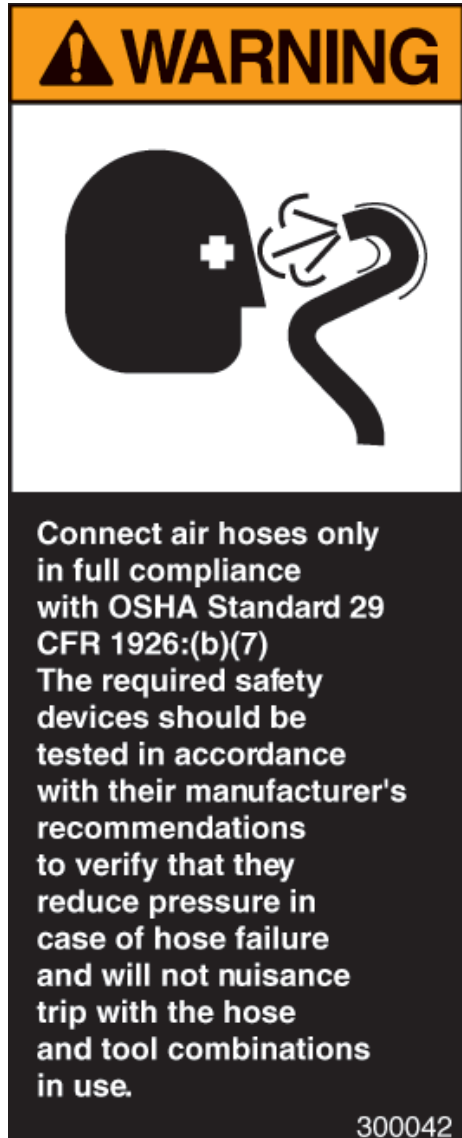 WARNING
Connect air hoses only
in full compliance
with OSHA Standard 29
CFR 1926:(b)(7)
The required safety
devices should be
tested in accordance
with their manufacturer's
recommendations
to verify that they
reduce pressure in
case of hose failure
and will not nuisance
trip with the hose
and tool combinations
in use.
300042